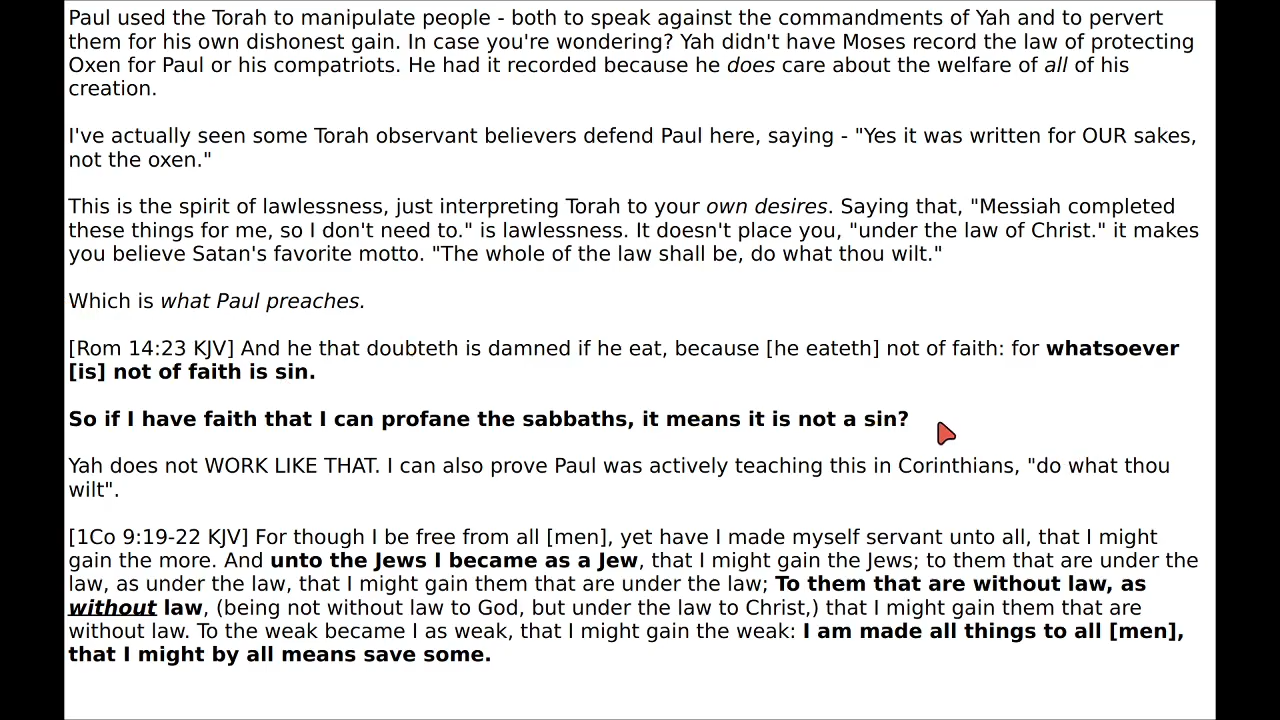 Paul used the Torah to manipulate people - both to speak against the commandments of Yah and to pervert
them for his own dishonest gain. In case you're wondering? Yah didn't have Moses record the law of protecting
Oxen for Paul or his compatriots. He had it recorded because he does care about the welfare of all of his
creation.
I've actually seen some Torah observant believers defend Paul here, saying - "Yes it was written for OUR sakes,
not the oxen."
This is the spirit of lawlessness, just interpreting Torah to your own desires. Saying that, "Messiah completed
these things for me, so I don't need to." is lawlessness. It doesn't place you, "under the law of Christ." it makes
you believe Satan's favorite motto. "The whole of the law shall be, do what thou wilt."
Which is what Paul preaches.
[Rom 14:23 KJV] And he that doubteth is damned if he eat, because [he eateth] not of faith: for whatsoever
[is] not of faith is sin.
So if I have faith that I can profane the sabbaths, it means it is not a sin?
Yah does not WORK LIKE THAT. I can also prove Paul was actively teaching this in Corinthians, "do what thou
wilt".
[1Co 9:19-22 KJV] For though I be free from all [men], yet have I made myself servant unto all, that I might
gain the more. And unto the Jews I became as a Jew, that I might gain the Jews; to them that are under the
law, as under the law, that I might gain them that are under the law; To them that are without law, as
without law, (being not without law to God, but under the law to Christ,) that I might gain them that are
without law. To the weak became I as weak, that I might gain the weak: I am made all things to all [men],
that I might by all means save some.